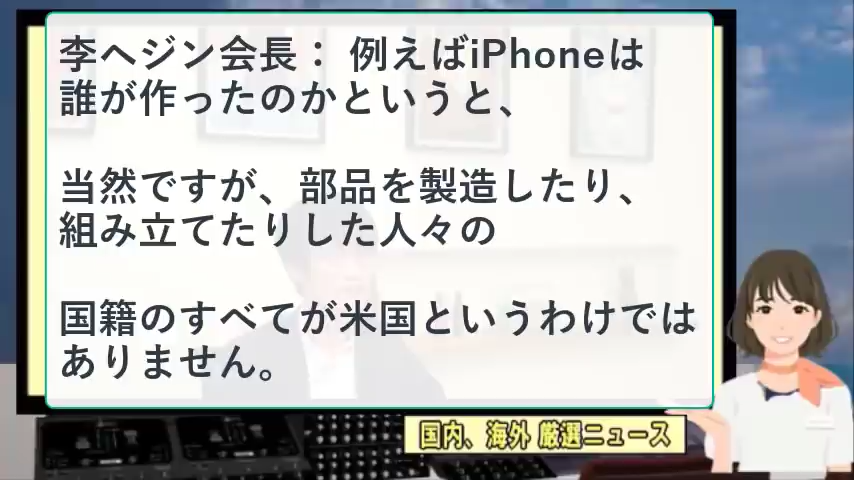 李ヘジン会長： 例えばiPhoneは
誰が作ったのかというと、
当然ですが、部品を製造したり、
組み立てたりした人々の
国籍のすべてが米国というわけでは
ありません。
国内、海外 厳選ニュース